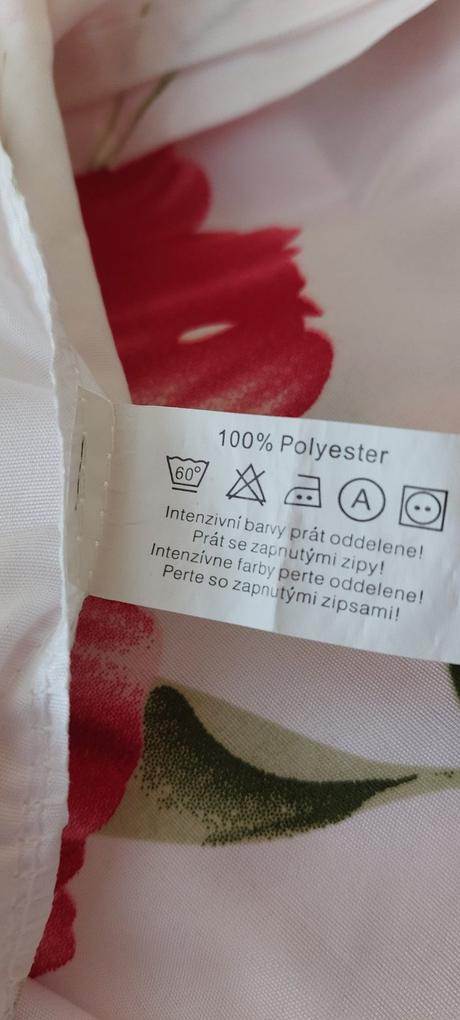 100% Polyester
60° A
Intenzivní barvy prát oddelene!
Prát se zapnutými zipy!
Intenzívne farby perte oddelene!
Perte so zapnutými zipsami!